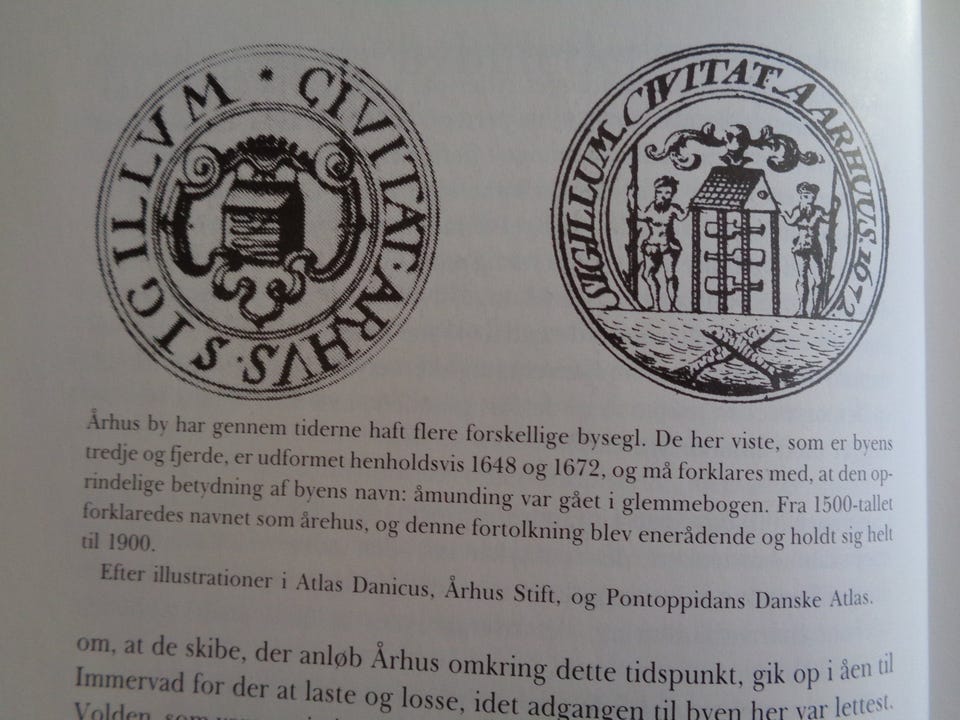 SIGILLVM · CIVITAT · ARHVS ·
SIGILLUM. CIVITAT. AARHUUS. 1672.
Århus by har gennem tiderne haft flere forskellige bysegl. De her viste, som er byens
tredje og fjerde, er udformet henholdsvis 1648 og 1672, og må forklares med, at den op-
rindelige betydning af byens navn: åmunding var gået i glemmebogen. Fra 1500-tallet
forklaredes navnet som årehus, og denne fortolkning blev enerådende og holdt sig helt
til 1900.
Efter illustrationer i Atlas Danicus, Århus Stift, og Pontoppidans Danske Atlas.
om, at de skibe, der anløb Århus omkring dette tidspunkt, gik op i åen til
Immervad for der at laste og losse, idet adgangen til byen her var lettest.
Volden, som